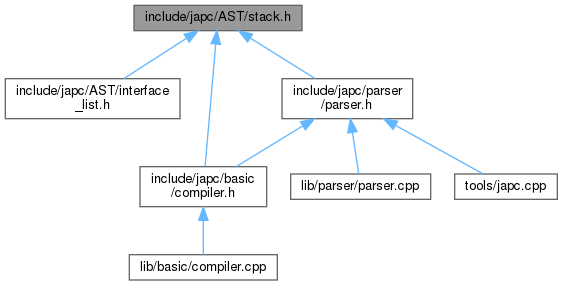 include/japc/AST/stack.h
include/japc/AST/interface
_list.h
include/japc/parser
/parser.h
include/japc/basic
/compiler.h
lib/parser/parser.cpp
tools/japc.cpp
lib/basic/compiler.cpp